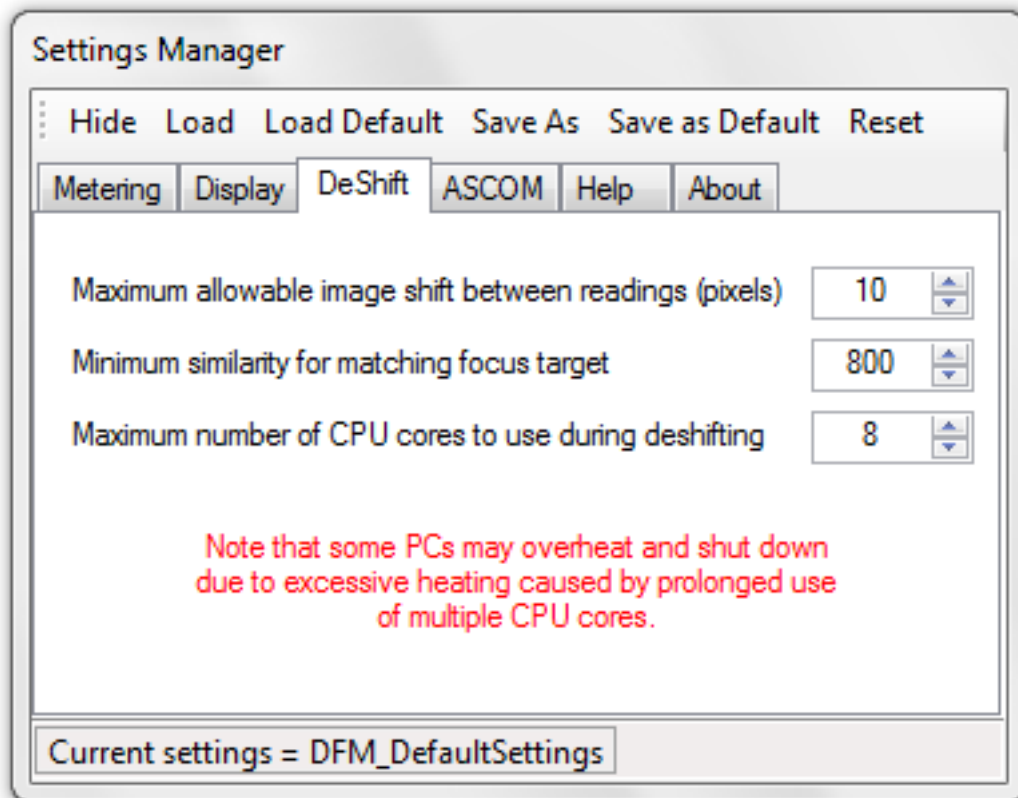 Settings Manager
Hide Load Load Default Save As Save as Default Reset
Metering Display DeShift ASCOM Help About
Maximum allowable image shift between readings (pixels) 10
Minimum similarity for matching focus target 800
Maximum number of CPU cores to use during deshifting 8
Note that some PCs may overheat and shut down
due to excessive heating caused by prolonged use
of multiple CPU cores.
Current settings = DFM_DefaultSettings